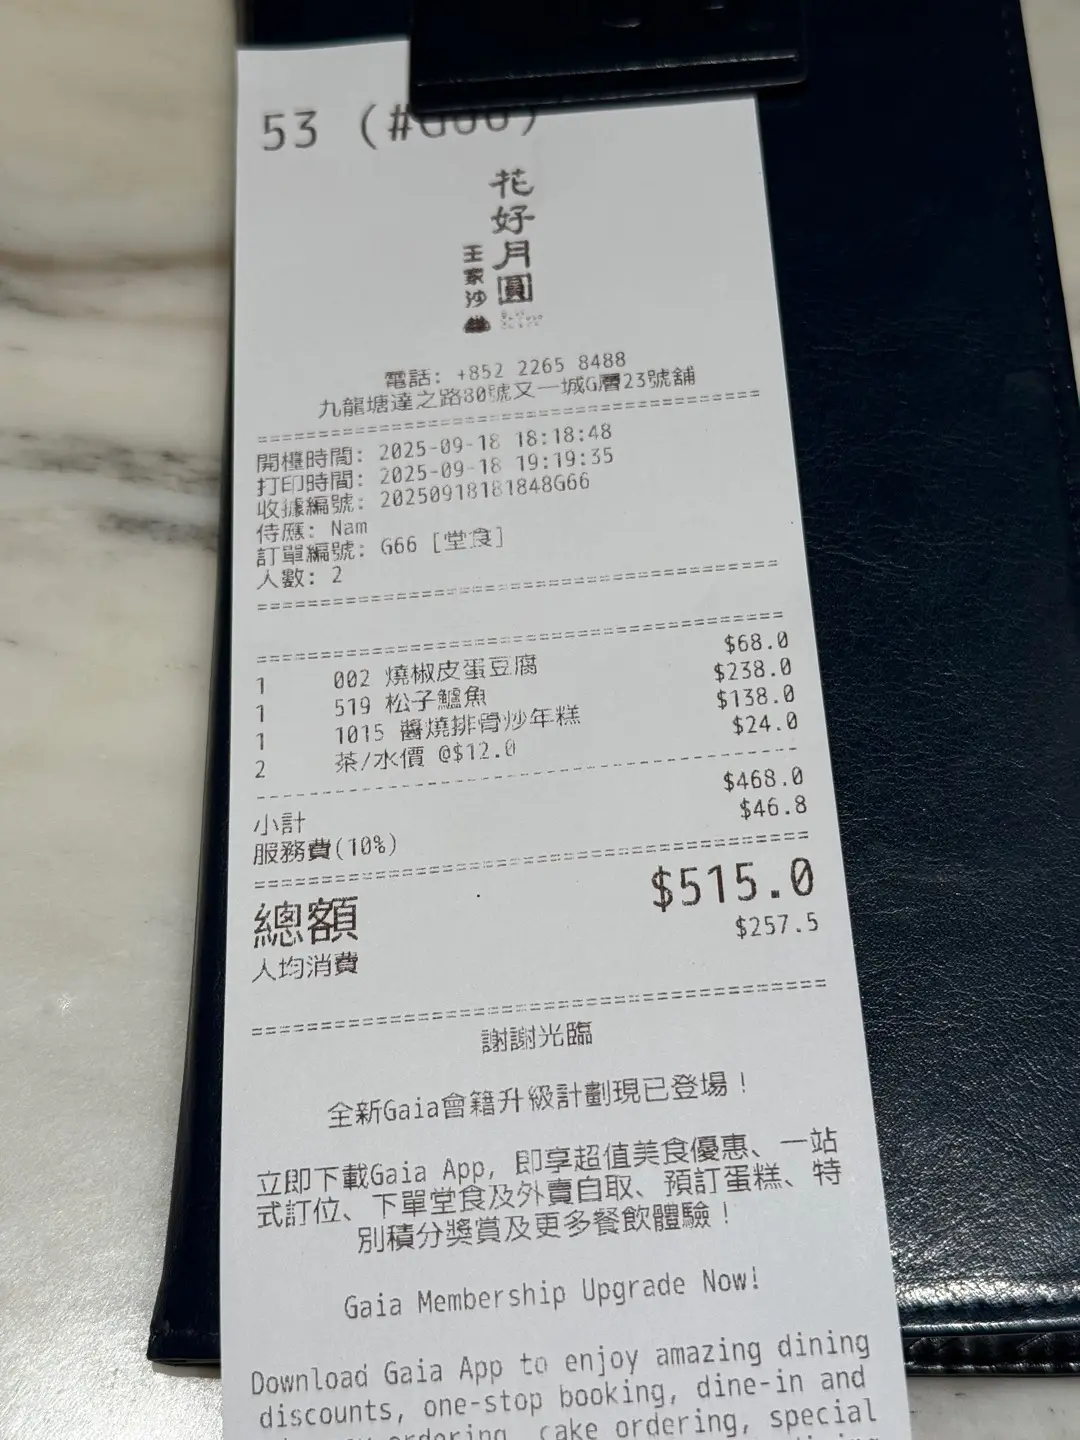 53 (#G66)
花好月圓
王家沙
電話: +852 2265 8488
九龍塘達之路80號又一城G層23號舖
開檯時間: 2025-09-18 18:18:48
打印時間: 2025-09-18 19:19:35
收據編號: 20250918181848G66
侍應: Nam
訂單編號: G66 [堂食]
人數: 2
1 002 燒椒皮蛋豆腐 $68.0
1 519 松子鱸魚 $238.0
1 1015 醬燒排骨炒年糕 $138.0
2 茶/水價 @$12.0 $24.0
小計 $468.0
服務費(10%) $46.8
總額 $515.0
人均消費 $257.5
謝謝光臨
全新Gaia會籍升級計劃現已登場！
立即下載Gaia App, 即享超值美食優惠、一站
式訂位、下單堂食及外賣自取、預訂蛋糕、特
別積分獎賞及更多餐飲體驗！
Gaia Membership Upgrade Now!
Download Gaia App to enjoy amazing dining
discounts, one-stop booking, dine-in and
ordering, cake ordering, special